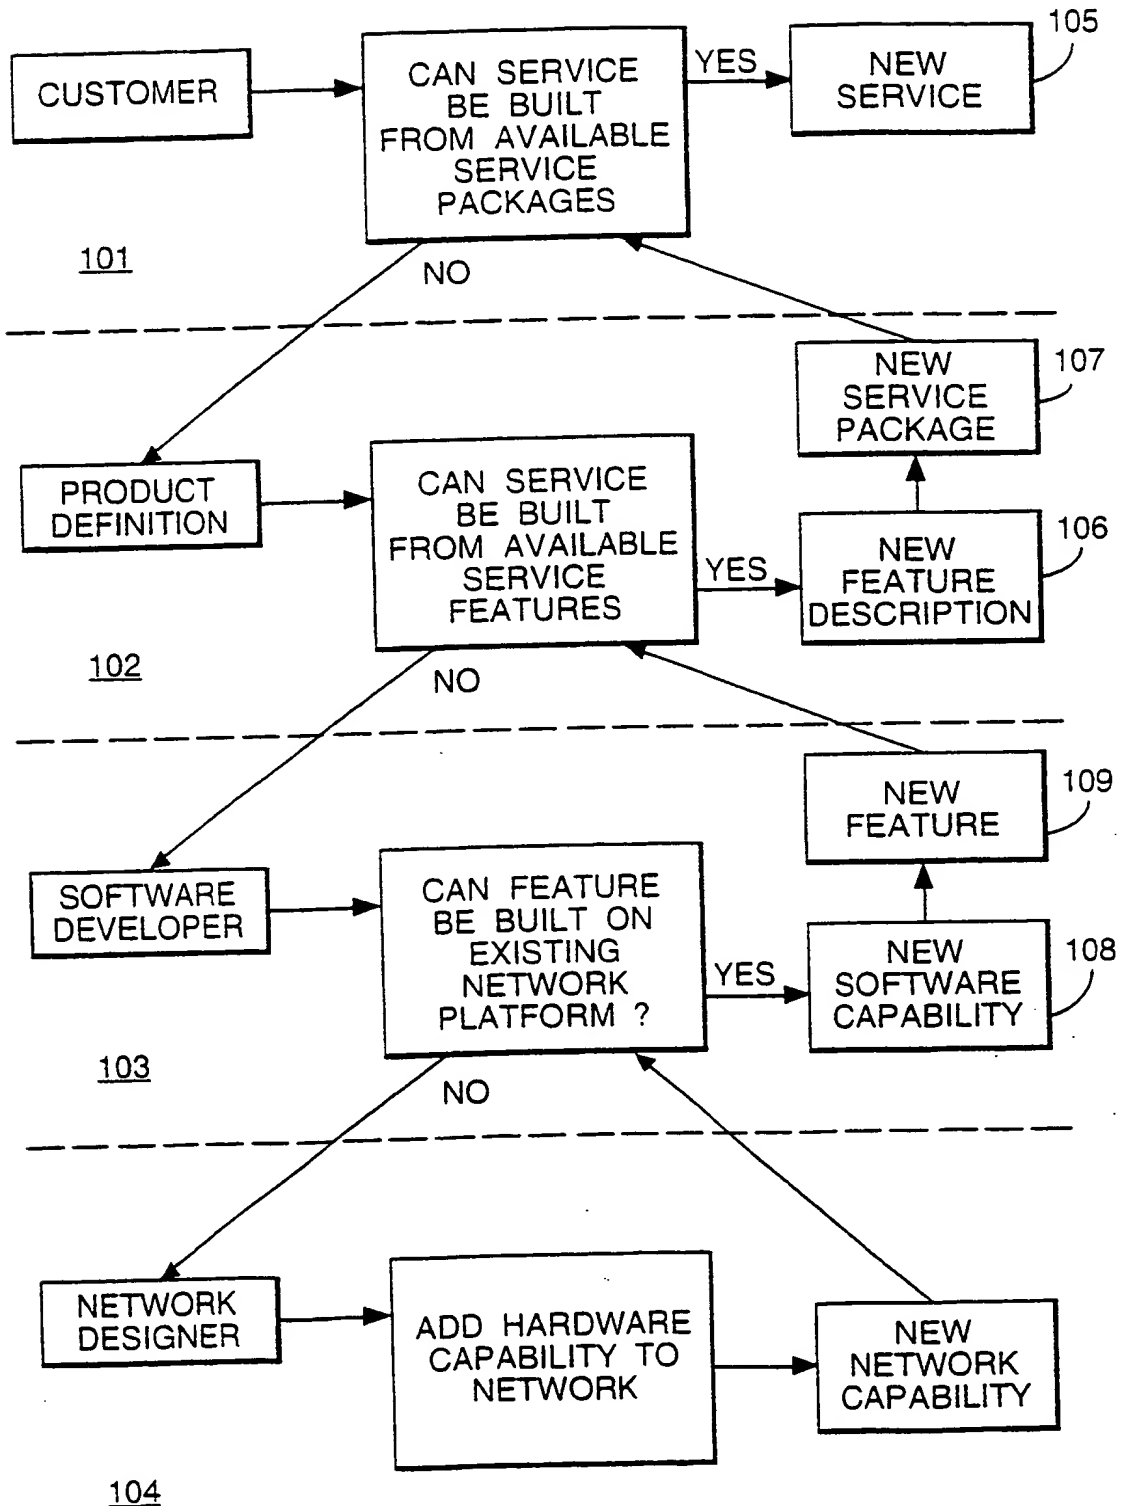 CUSTOMER
CAN SERVICE
BE BUILT
FROM AVAILABLE
SERVICE
PACKAGES
YES
NEW
SERVICE
105
101
NO
NEW
SERVICE
PACKAGE
107
PRODUCT
DEFINITION
CAN SERVICE
BE BUILT
FROM AVAILABLE
SERVICE
FEATURES
YES
NEW
FEATURE
DESCRIPTION
106
102
NO
NEW
FEATURE
109
SOFTWARE
DEVELOPER
CAN FEATURE
BE BUILT ON
EXISTING
NETWORK
PLATFORM ?
YES
NEW
SOFTWARE
CAPABILITY
108
103
NO
NETWORK
DESIGNER
ADD HARDWARE
CAPABILITY TO
NETWORK
NEW
NETWORK
CAPABILITY
104